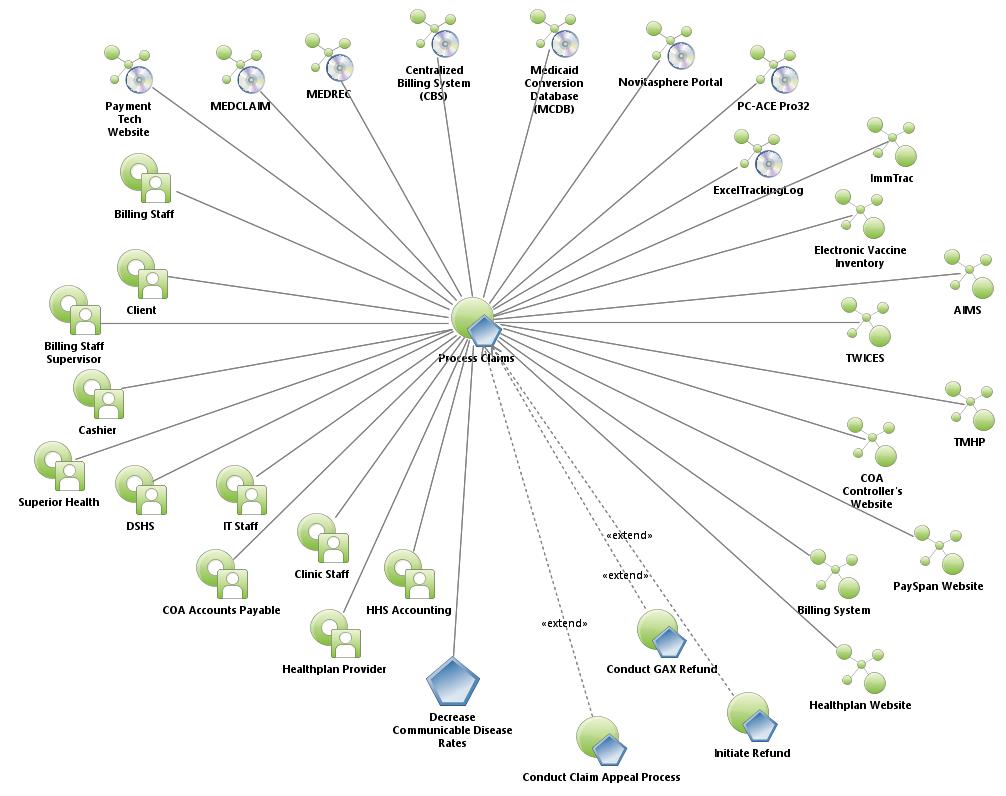 Payment
Tech
Website
MEDCLAIM
MEDREC
Centralized
Billing System
(CBS)
Medicaid
Conversion
Database
(MCDB)
Novitasphere Portal
PC-ACE Pro32
ExcelTrackingLog
ImmTrac
Billing Staff
Electronic Vaccine
Inventory
Client
AIMS
Billing Staff
Supervisor
Process Claims
TWICES
Cashier
TMHP
Superior Health
DSHS
IT Staff
COA
Controller's
Website
«extend»
«extend»
«extend»
Clinic Staff
COA Accounts Payable
HHS Accounting
Billing System
PaySpan Website
Healthplan Provider
Conduct GAX Refund
Healthplan Website
Decrease
Communicable Disease
Rates
Initiate Refund
Conduct Claim Appeal Process